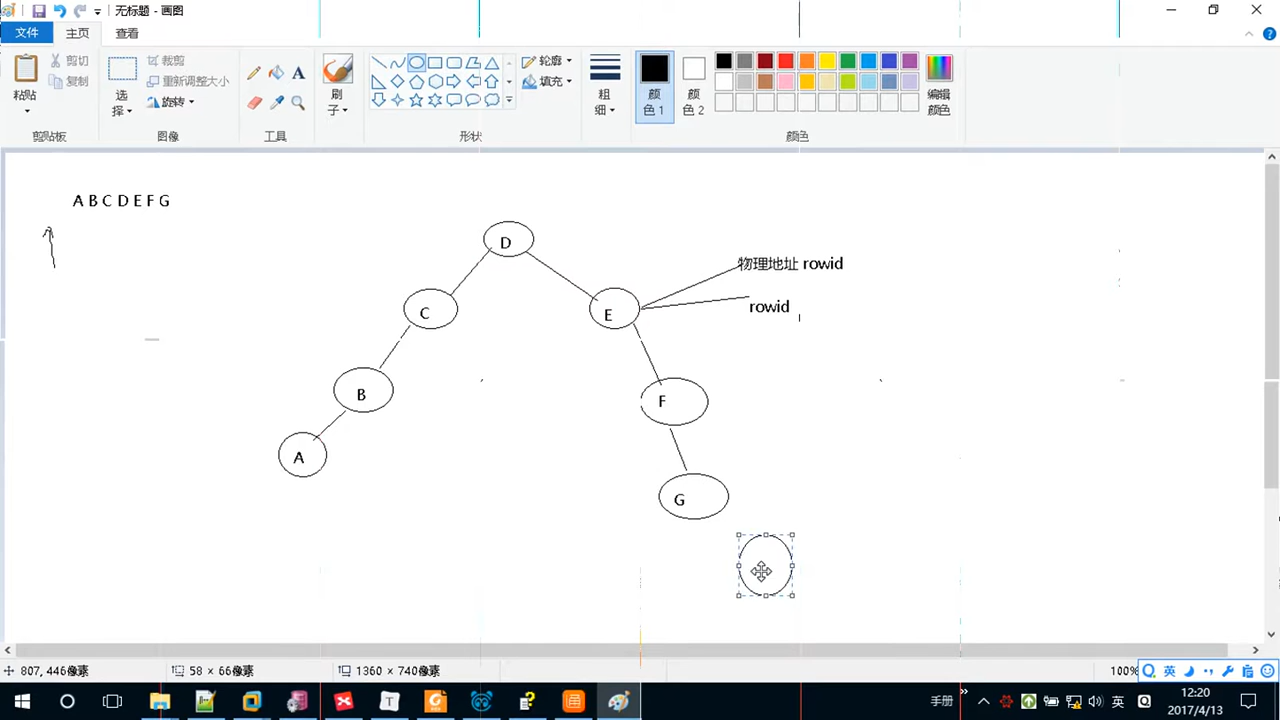 无标题 - 画图
文件 主页 查看
粘贴 剪切 复制 剪贴板
选择 裁剪 重新调整大小 旋转 图像
A 工具
刷子
形状 轮廓 填充
粗细
颜色 1 颜色 2 编辑颜色 颜色
A B C D E F G
D
物理地址 rowid
C
E
rowid
B
F
A
G
807, 446像素 58 × 66像素 1360 × 740像素 100%
英
手册 英 12:20
2017/4/13